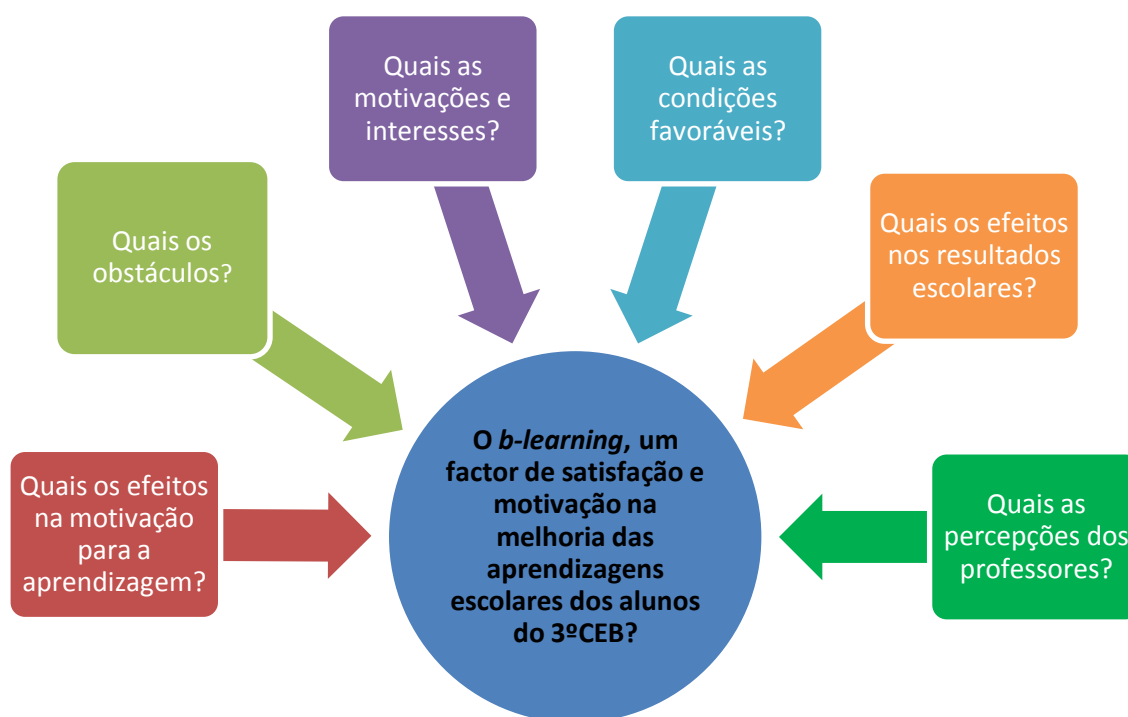 Quais as
motivações e
interesses?
Quais as
condições
favoráveis?
Quais os
obstáculos?
Quais os efeitos
nos resultados
escolares?
Quais os efeitos
na motivação
para a
aprendizagem?
O b-learning, um
factor de satisfação e
motivação na
melhoria das
aprendizagens
escolares dos alunos
do 3ºCEB?
Quais as
percepções dos
professores?